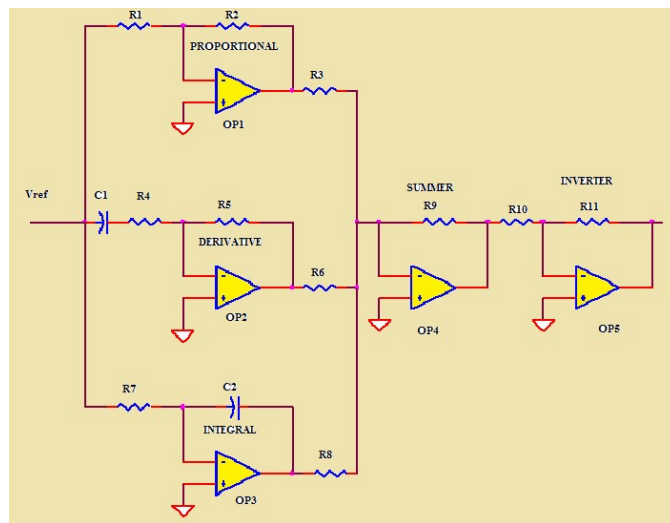 R1
R2
PROPORTIONAL
R3
-
+
OP1
Vref
C1
R4
R5
DERIVATIVE
R6
-
+
OP2
SUMMER
R9
R10
INVERTER
R11
-
+
OP4
-
+
OP5
R7
C2
INTEGRAL
R8
-
+
OP3